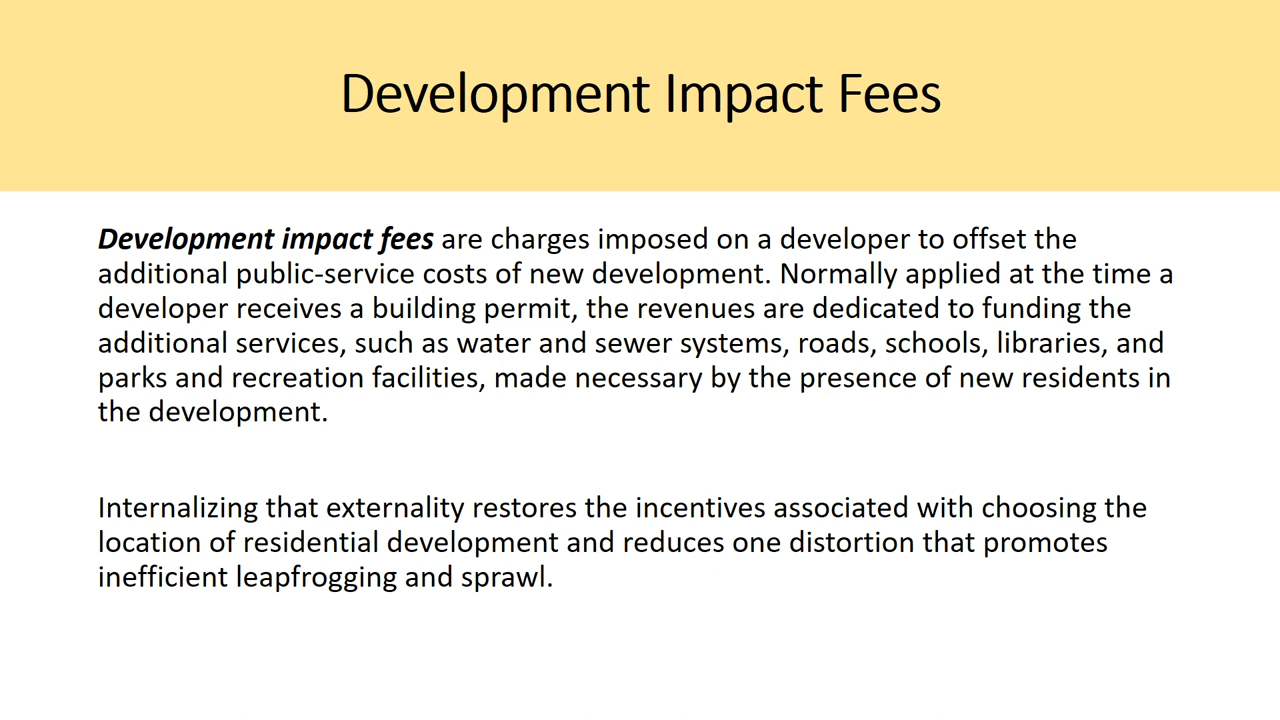 Development Impact Fees
Development impact fees are charges imposed on a developer to offset the
additional public-service costs of new development. Normally applied at the time a
developer receives a building permit, the revenues are dedicated to funding the
additional services, such as water and sewer systems, roads, schools, libraries, and
parks and recreation facilities, made necessary by the presence of new residents in
the development.
Internalizing that externality restores the incentives associated with choosing the
location of residential development and reduces one distortion that promotes
inefficient leapfrogging and sprawl.